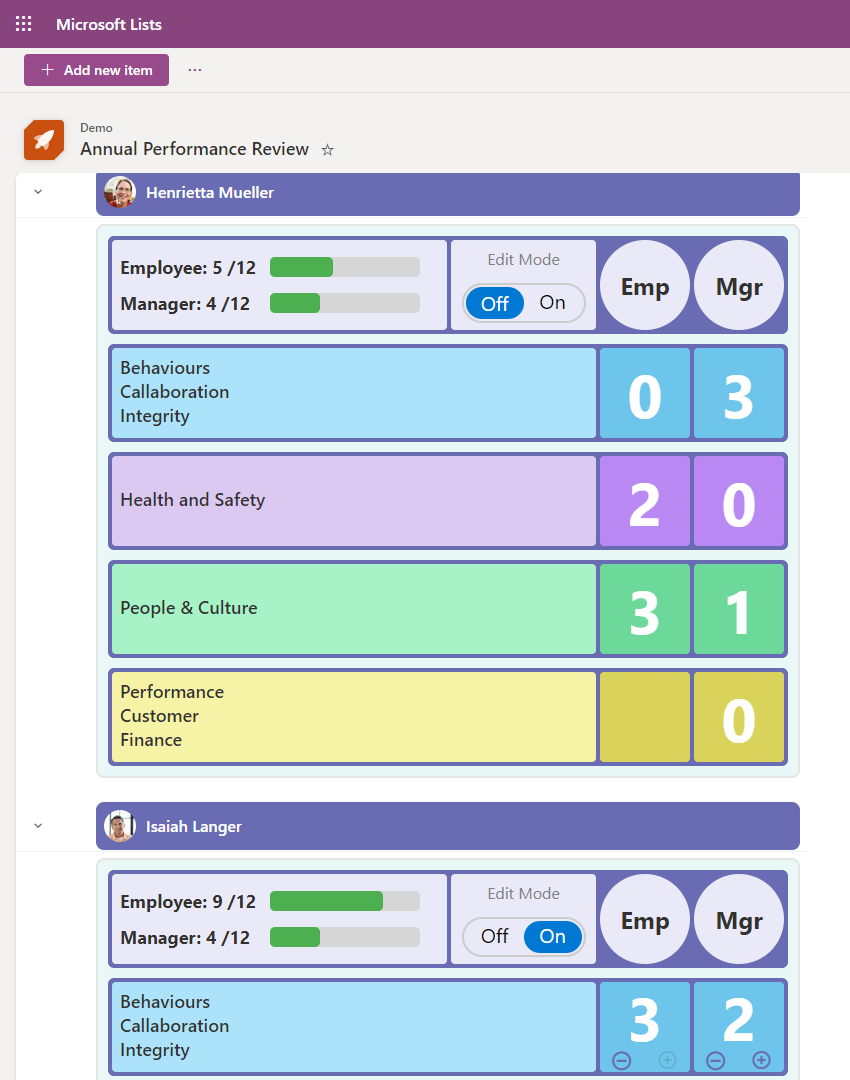 Microsoft Lists
Add new item
Demo
Annual Performance Review
Henrietta Mueller
Employee: 5 /12
Manager: 4 /12
Edit Mode
Off On
Emp
Mgr
Behaviours
Callaboration
Integrity
0
3
Health and Safety
2
0
People & Culture
3
1
Performance
Customer
Finance
0
Isaiah Langer
Employee: 9 /12
Manager: 4 /12
Edit Mode
Off On
Emp
Mgr
Behaviours
Callaboration
Integrity
3
2